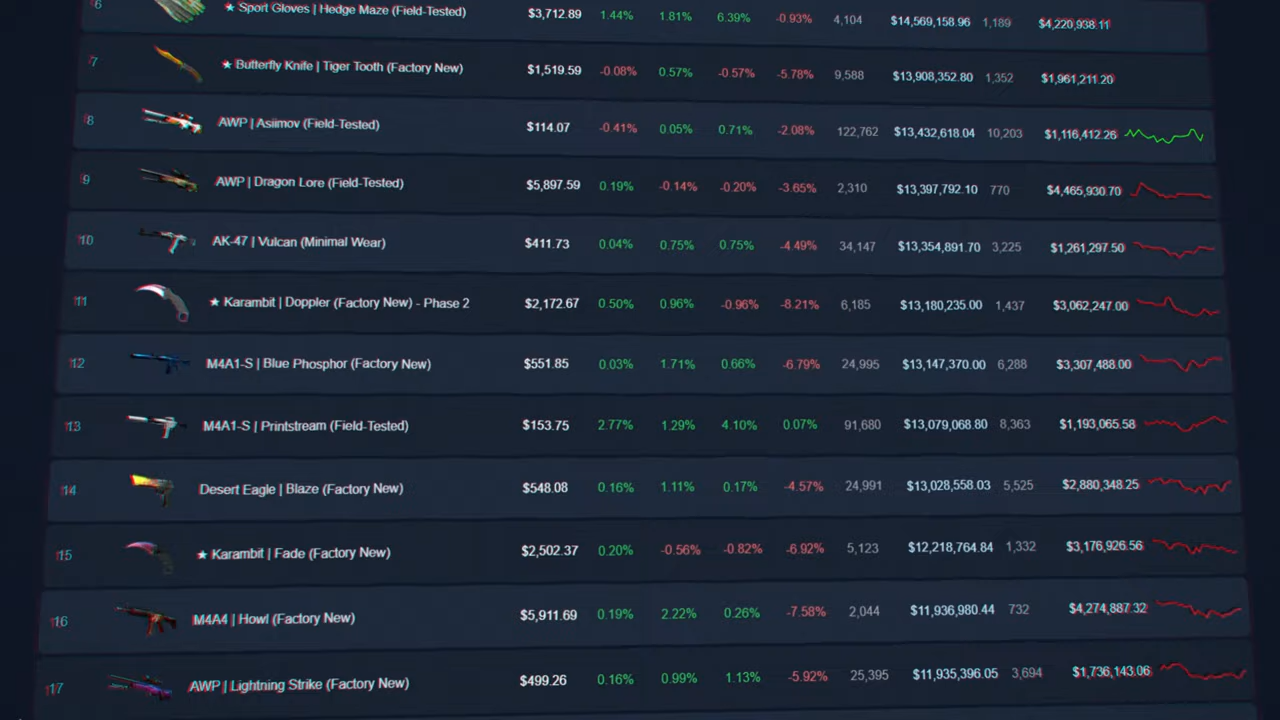 6 ★ Sport Gloves | Hedge Maze (Field-Tested) $3,712.89 1.44% 1.81% 6.39% -0.93% 4,104 $14,569,158.96 1,189 $4,220,938.11
7 ★ Butterfly Knife | Tiger Tooth (Factory New) $1,519.59 -0.08% 0.57% -0.57% -5.78% 9,588 $13,908,352.80 1,352 $1,961,211.20
8 AWP | Asiimov (Field-Tested) $114.07 -0.41% 0.05% 0.71% -2.08% 122,762 $13,432,618.04 10,203 $1,116,412.26
9 AWP | Dragon Lore (Field-Tested) $5,897.59 0.19% -0.14% -0.20% -3.65% 2,310 $13,397,792.10 770 $4,465,930.70
10 AK-47 | Vulcan (Minimal Wear) $411.73 0.04% 0.75% 0.75% -4.49% 34,147 $13,354,891.70 3,225 $1,261,297.50
11 ★ Karambit | Doppler (Factory New) - Phase 2 $2,172.67 0.50% 0.96% -0.96% -8.21% 6,185 $13,180,235.00 1,437 $3,062,247.00
12 M4A1-S | Blue Phosphor (Factory New) $551.85 0.03% 1.71% 0.66% -6.79% 24,995 $13,147,370.00 6,288 $3,307,488.00
13 M4A1-S | Printstream (Field-Tested) $153.75 2.77% 1.29% 4.10% 0.07% 91,680 $13,079,068.80 8,363 $1,193,065.58
14 Desert Eagle | Blaze (Factory New) $548.08 0.16% 1.11% 0.17% -4.57% 24,991 $13,028,558.03 5,525 $2,880,348.25
15 ★ Karambit | Fade (Factory New) $2,502.37 0.20% -0.56% -0.82% -6.92% 5,123 $12,218,764.84 1,332 $3,176,926.56
16 M4A4 | Howl (Factory New) $5,911.69 0.19% 2.22% 0.26% -7.58% 2,044 $11,936,980.44 732 $4,274,887.32
17 AWP | Lightning Strike (Factory New) $499.26 0.16% 0.99% 1.13% -5.92% 25,395 $11,935,396.05 3,694 $1,736,143.06